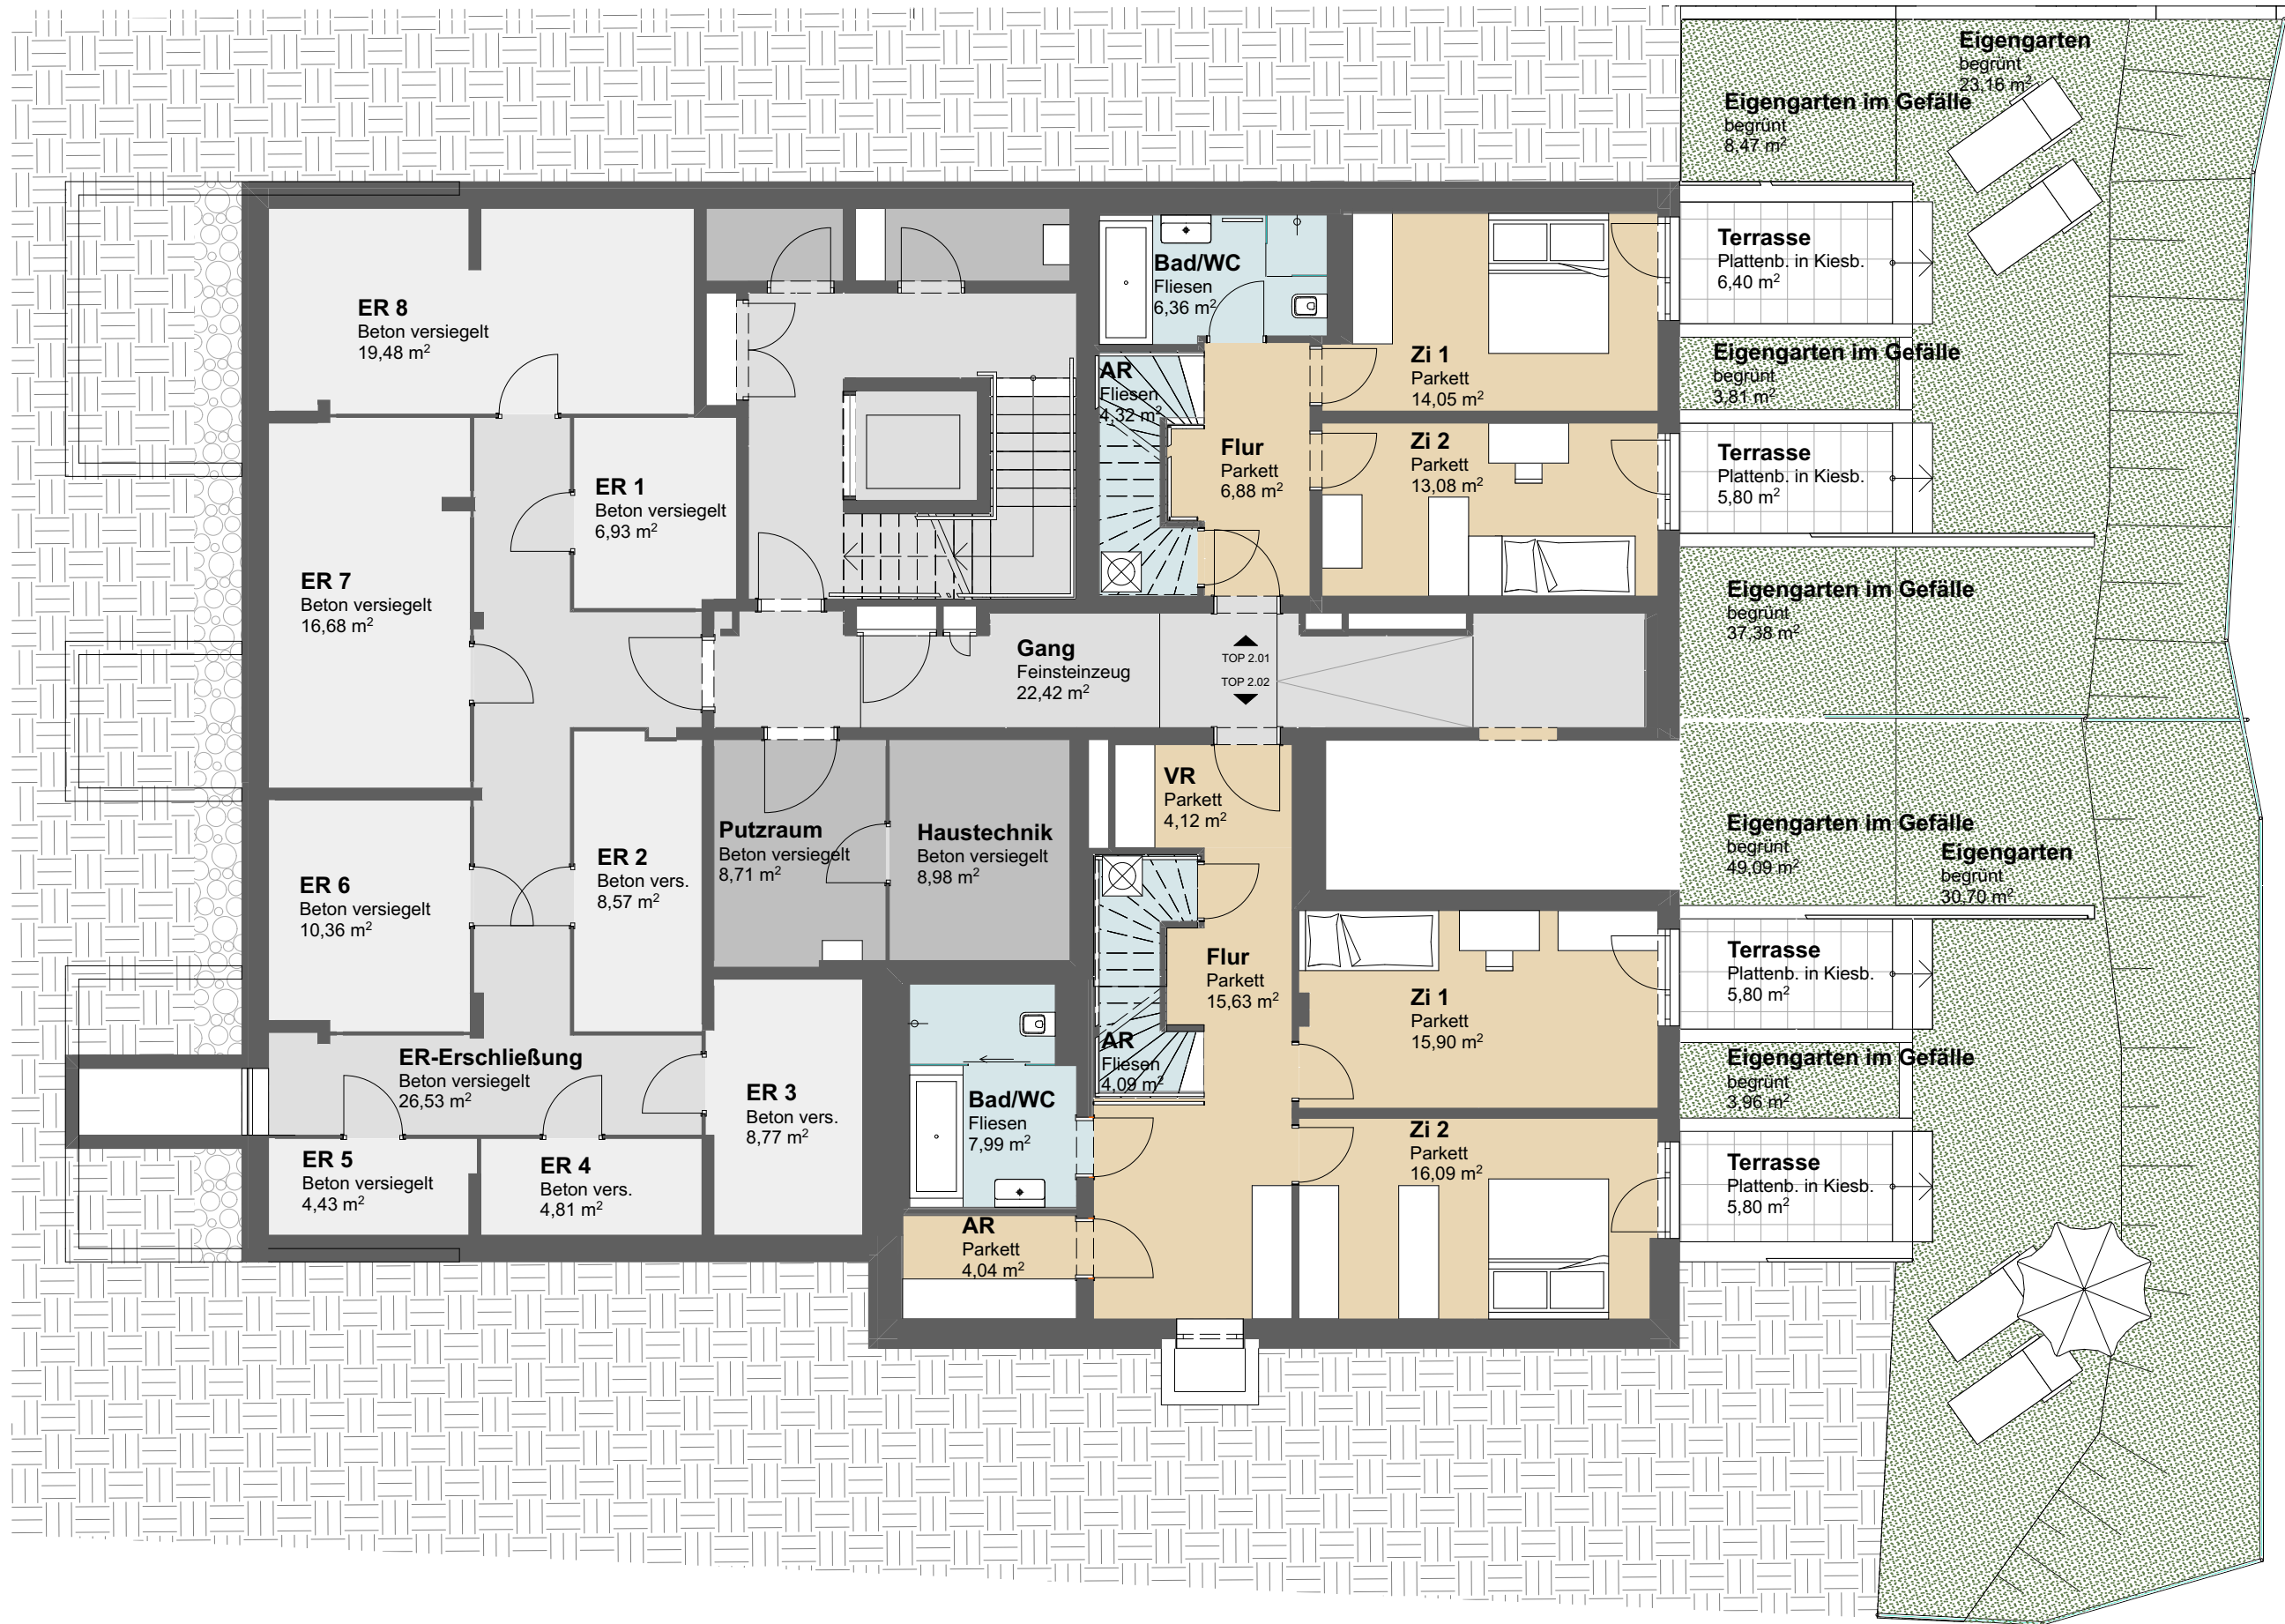 Eigengarten
begrünt
23,16 m²
Eigengarten im Gefälle
begrünt
8,47 m²
Terrasse
Plattenb. in Kiesb.
6,40 m²
Bad/WC
Fliesen
6,36 m²
ER 8
Beton versiegelt
19,48 m²
AR
Fliesen
4,32 m²
Zi 1
Parkett
14,05 m²
Eigengarten im Gefälle
begrünt
3,81 m²
Flur
Parkett
6,88 m²
Zi 2
Parkett
13,08 m²
Terrasse
Plattenb. in Kiesb.
5,80 m²
ER 1
Beton versiegelt
6,93 m²
ER 7
Beton versiegelt
16,68 m²
Eigengarten im Gefälle
begrünt
37,38 m²
Gang
Feinsteinzeug
22,42 m²
TOP 2.01
TOP 2.02
VR
Parkett
4,12 m²
Putzraum
Beton versiegelt
8,71 m²
Haustechnik
Beton versiegelt
8,98 m²
Eigengarten im Gefälle
begrünt
49,09 m²
Eigengarten
begrünt
30,70 m²
ER 2
Beton vers.
8,57 m²
ER 6
Beton versiegelt
10,36 m²
Flur
Parkett
15,63 m²
Terrasse
Plattenb. in Kiesb.
5,80 m²
Zi 1
Parkett
15,90 m²
AR
Fliesen
4,09 m²
ER-Erschließung
Beton versiegelt
26,53 m²
Eigengarten im Gefälle
begrünt
3,96 m²
ER 3
Beton vers.
8,77 m²
Bad/WC
Fliesen
7,99 m²
Zi 2
Parkett
16,09 m²
ER 5
Beton versiegelt
4,43 m²
ER 4
Beton vers.
4,81 m²
Terrasse
Plattenb. in Kiesb.
5,80 m²
AR
Parkett
4,04 m²